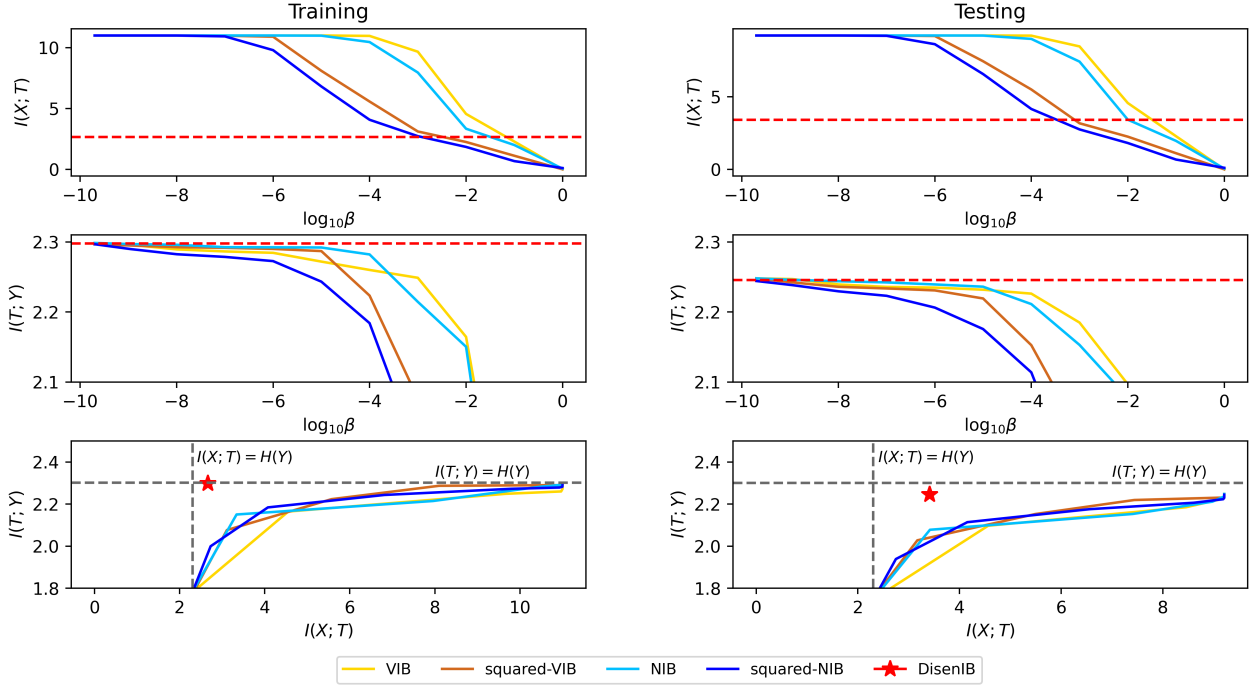 Training
Testing
10
5
0
I(X; T)
−10 −8 −6 −4 −2 0
log₁₀β
5
0
I(X; T)
−10 −8 −6 −4 −2 0
log₁₀β
2.3
2.2
2.1
I(T; Y)
−10 −8 −6 −4 −2 0
log₁₀β
2.3
2.2
2.1
I(T; Y)
−10 −8 −6 −4 −2 0
log₁₀β
2.4
2.2
2.0
1.8
I(T; Y)
I(X; T) = H(Y)
I(T; Y) = H(Y)
0 2 4 6 8 10
I(X; T)
2.4
2.2
2.0
1.8
I(T; Y)
I(X; T) = H(Y)
I(T; Y) = H(Y)
0 2 4 6 8
I(X; T)
VIB squared-VIB NIB squared-NIB DisenIB